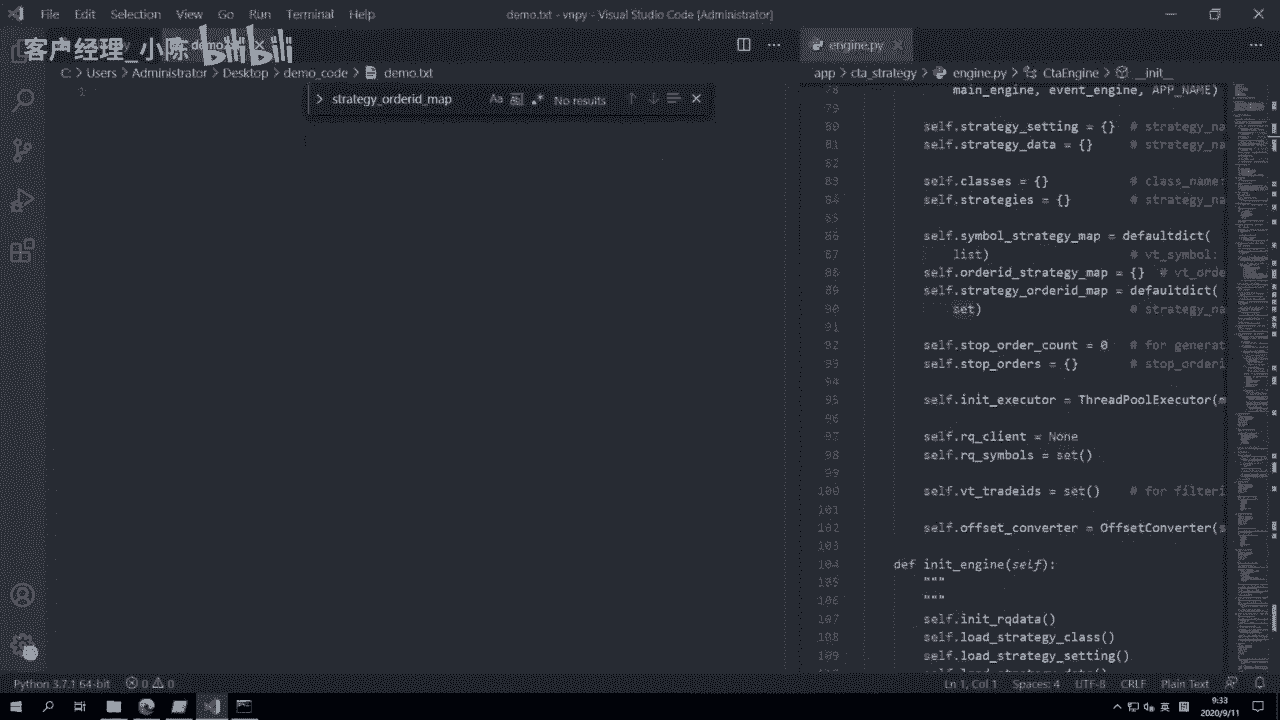 File Edit Selection View Go Run Terminal Help
demo.txt - vnpy - Visual Studio Code [Administrator]
客户经理_小陈 bilibili
engine.py
C: > Users > Administrator > Desktop > demo_code > demo.txt
app > cta_strategy > engine.py > CtaEngine > __init__
1
strategy_orderid_map
Aa
No results
78 main_engine, event_engine, APP_NAME)
79
80 self.strategy_setting = {} # strategy_na
81 self.strategy_data = {} # strategy_na
82
83 self.classes = {} # class_name:
84 self.strategies = {} # strategy_na
85
86 self.symbol_strategy_map = defaultdict(
87 list) # vt_symbol:
88 self.orderid_strategy_map = {} # vt_orde
89 self.strategy_orderid_map = defaultdict(
90 set) # strategy_na
91
92 self.stop_order_count = 0 # for generat
93 self.stop_orders = {} # stop_orderi
94
95 self.init_executor = ThreadPoolExecutor(m
96
97 self.rq_client = None
98 self.rq_symbols = set()
99
100 self.vt_tradeids = set() # for filteri
101
102 self.offset_converter = OffsetConverter(s
103
104 def init_engine(self):
105 """
106 """
107 self.init_rqdata()
108 self.load_strategy_class()
109 self.load_strategy_setting()
Python 3.7.1 64-bit 0 0
Ln 1, Col 1 Spaces: 4 UTF-8 CRLF Plain Text
英
9:33
2020/9/11